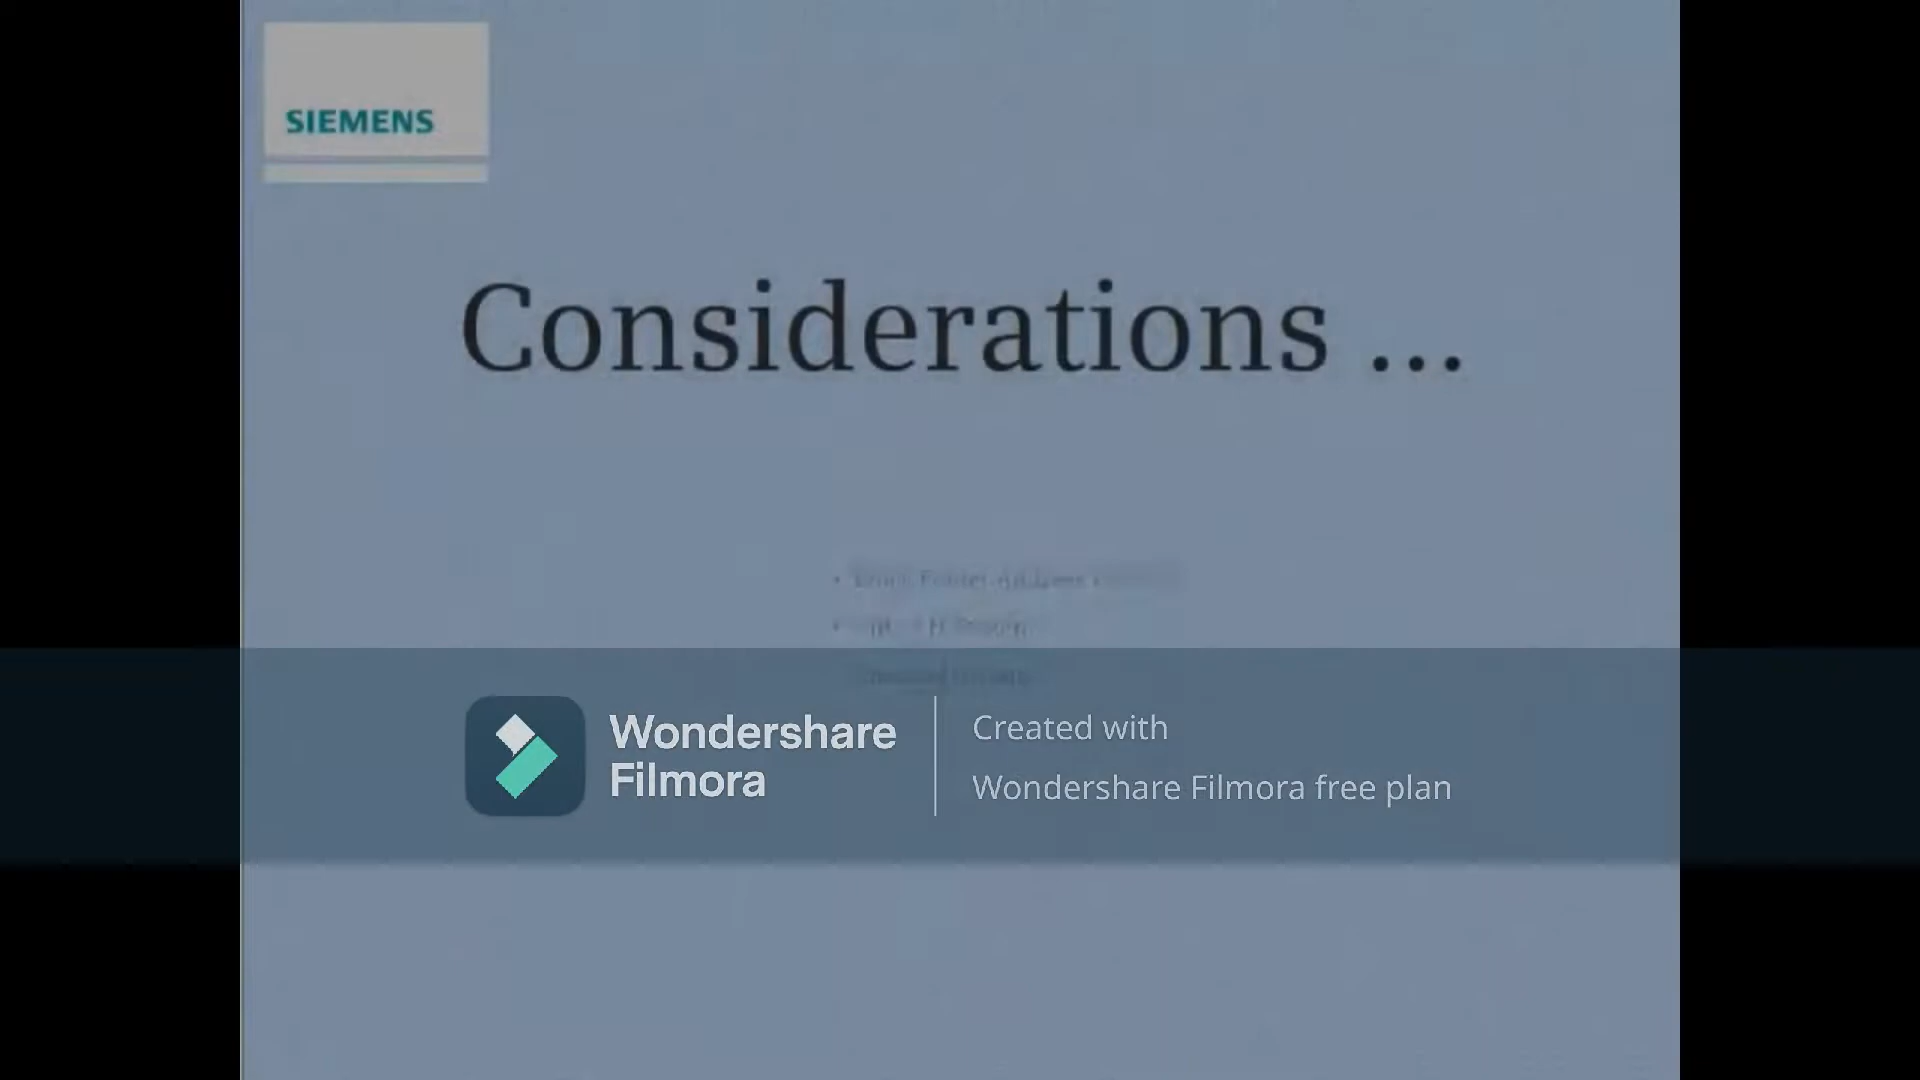 SIEMENS
Considerations ...
Wondershare
Filmora
Created with
Wondershare Filmora free plan